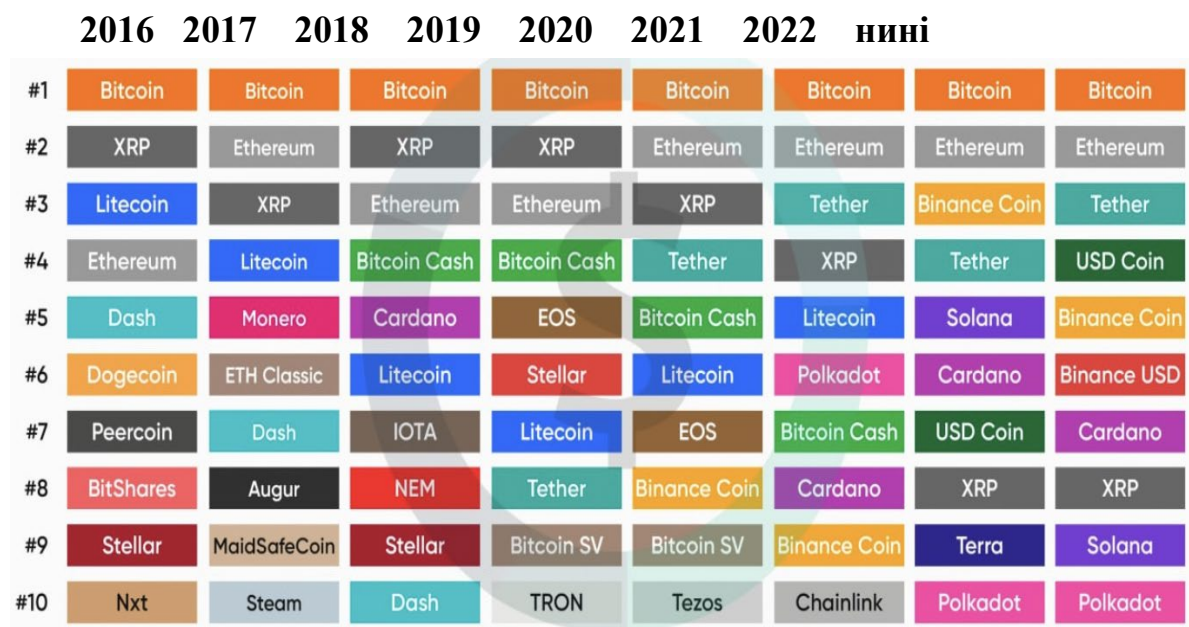 2016 2017 2018 2019 2020 2021 2022 нині
#1 Bitcoin Bitcoin Bitcoin Bitcoin Bitcoin Bitcoin Bitcoin Bitcoin
#2 XRP Ethereum XRP XRP Ethereum Ethereum Ethereum Ethereum
#3 Litecoin XRP Ethereum Ethereum XRP Tether Binance Coin Tether
#4 Ethereum Litecoin Bitcoin Cash Bitcoin Cash Tether XRP Tether USD Coin
#5 Dash Monero Cardano EOS Bitcoin Cash Litecoin Solana Binance Coin
#6 Dogecoin ETH Classic Litecoin Stellar Litecoin Polkadot Cardano Binance USD
#7 Peercoin Dash IOTA Litecoin EOS Bitcoin Cash USD Coin Cardano
#8 BitShares Augur NEM Tether Binance Coin Cardano XRP XRP
#9 Stellar MaidSafeCoin Stellar Bitcoin SV Bitcoin SV Binance Coin Terra Solana
#10 Nxt Steam Dash TRON Tezos Chainlink Polkadot Polkadot